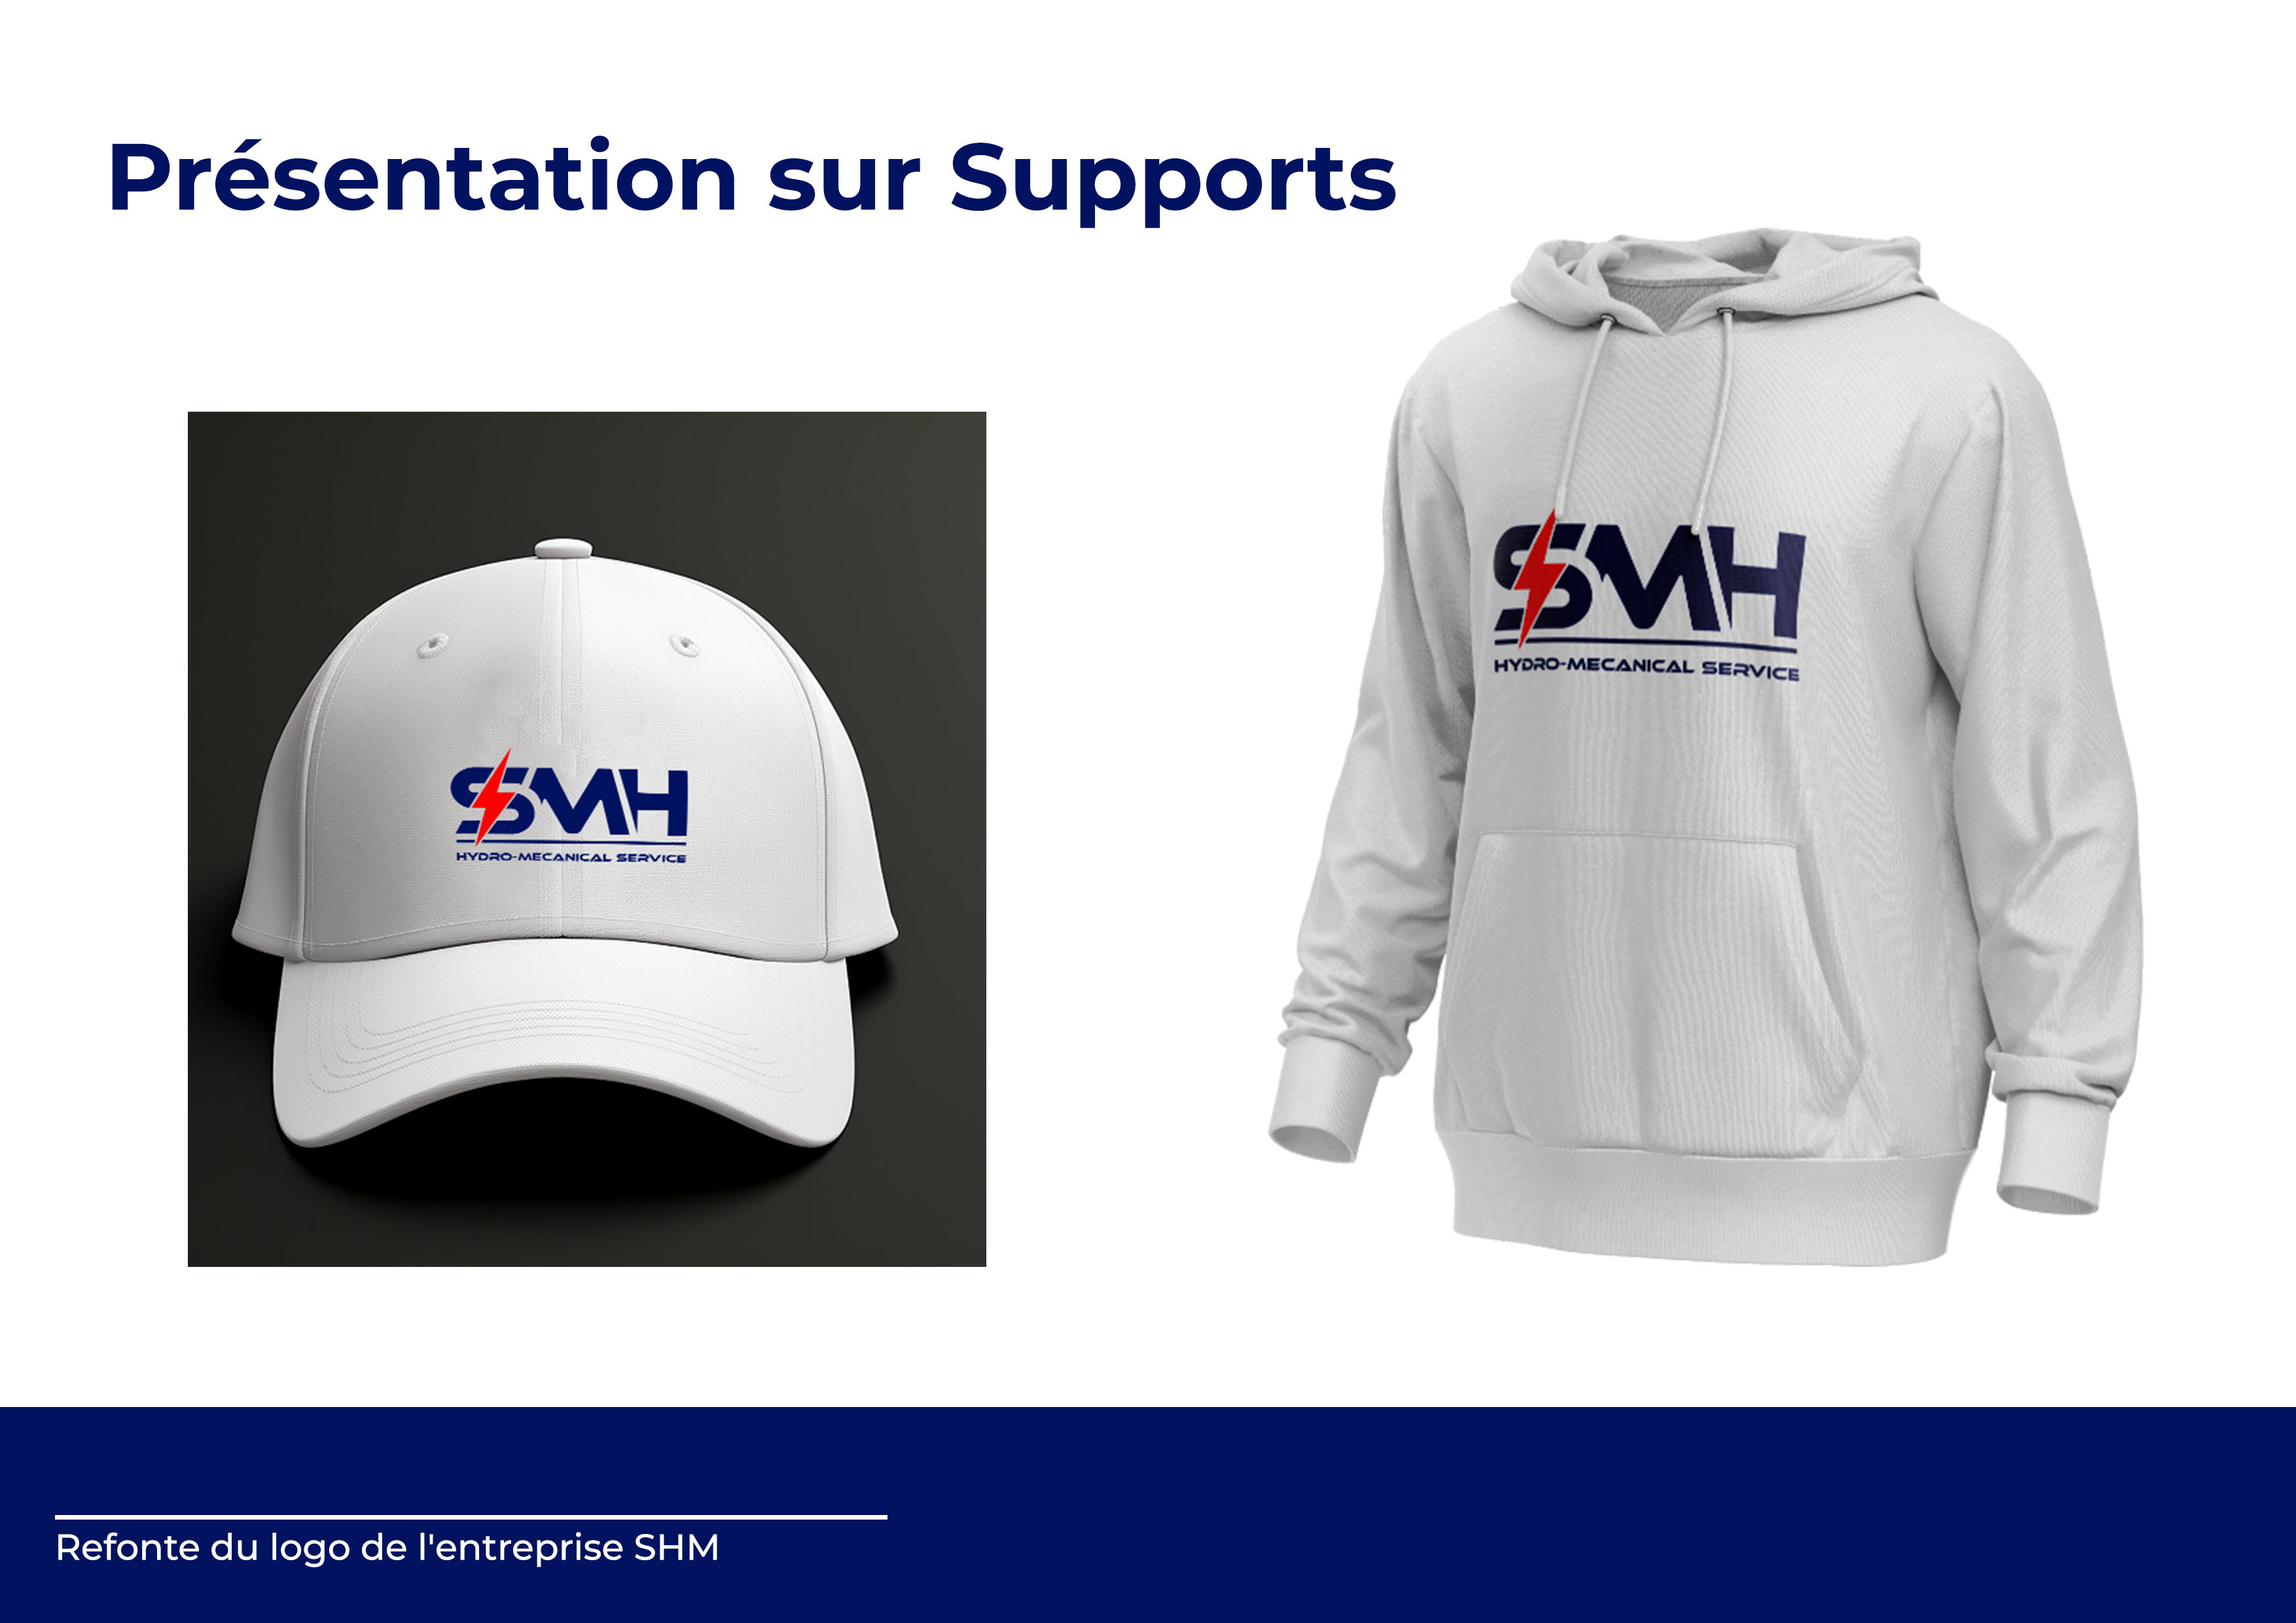 Présentation sur Supports
SMH
HYDRO-MECANICAL SERVICE
SMH
HYDRO-MECANICAL SERVICE
Refonte du logo de l'entreprise SHM